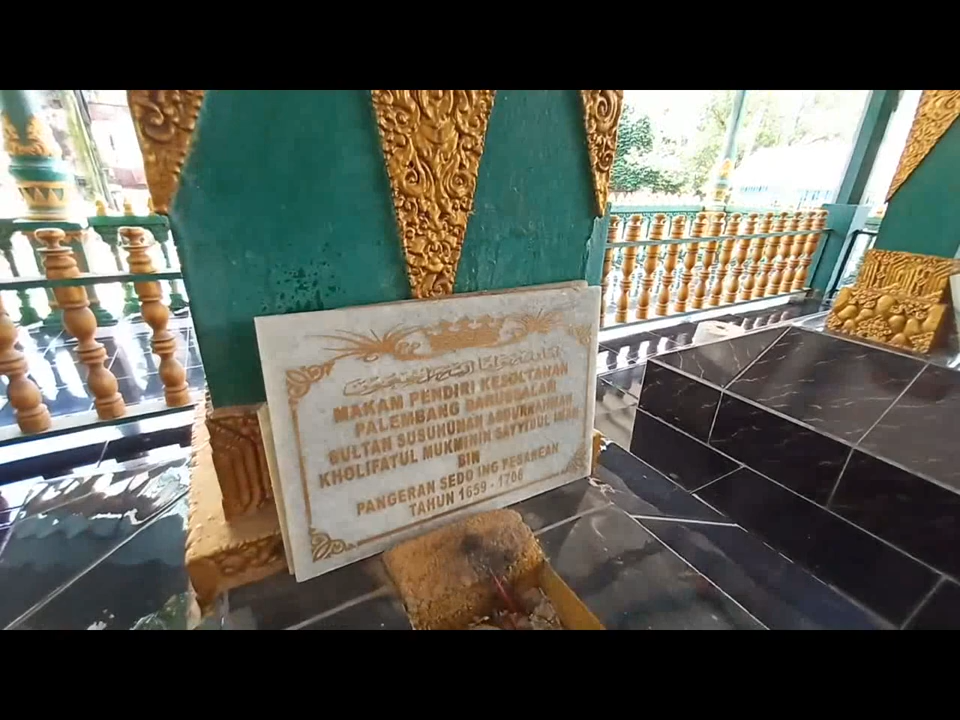 MAKAM PENDIRI KESULTANAN
PALEMBANG DARUSSALAM
SULTAN SUSUHUNAN ABDURRAHMAN
KHOLIFATUL MUKMININ SAYYIDUL IMAM
BIN
PANGERAN SEDO ING PESAREAN
TAHUN 1659 - 1706